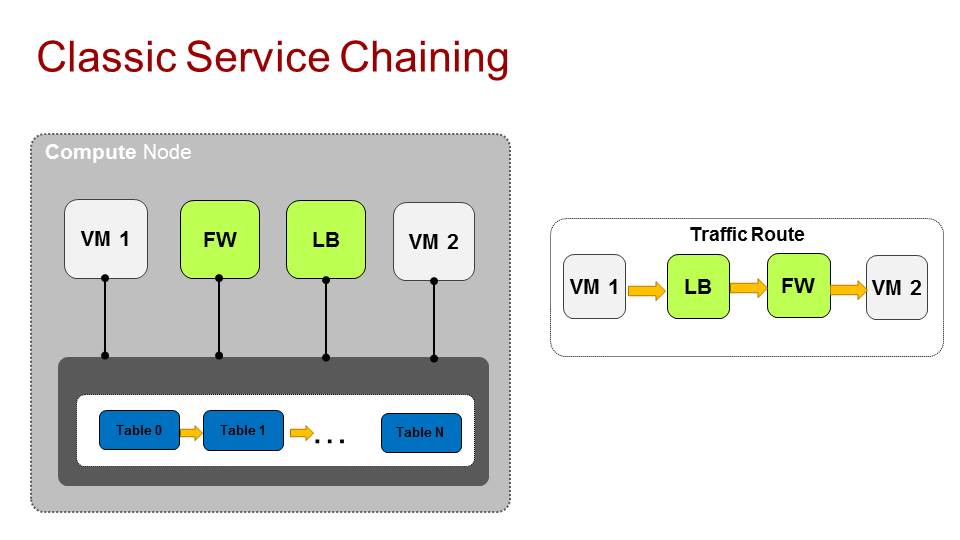 Classic Service Chaining
Compute Node
VM 1
FW
LB
VM 2
Table 0
Table 1
...
Table N
Traffic Route
VM 1
LB
FW
VM 2